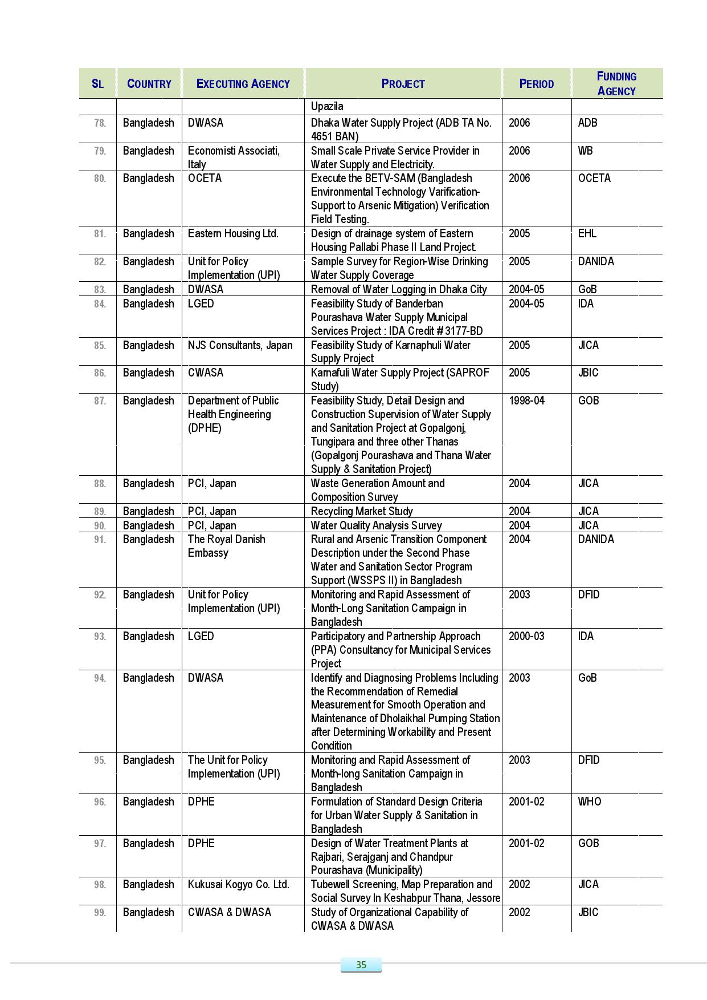 SL COUNTRY EXECUTING AGENCY PROJECT PERIOD FUNDING
AGENCY
Upazila
78. Bangladesh DWASA Dhaka Water Supply Project (ADB TA No. 2006 ADB
4651 BAN)
79. Bangladesh Economisti Associati, Small Scale Private Service Provider in 2006 WB
Italy Water Supply and Electricity.
80. Bangladesh OCETA Execute the BETV-SAM (Bangladesh 2006 OCETA
Environmental Technology Varification-
Support to Arsenic Mitigation) Verification
Field Testing.
81. Bangladesh Eastern Housing Ltd. Design of drainage system of Eastern 2005 EHL
Housing Pallabi Phase II Land Project.
82. Bangladesh Unit for Policy Sample Survey for Region-Wise Drinking 2005 DANIDA
Implementation (UPI) Water Supply Coverage
83. Bangladesh DWASA Removal of Water Logging in Dhaka City 2004-05 GoB
84. Bangladesh LGED Feasibility Study of Banderban 2004-05 IDA
Pourashava Water Supply Municipal
Services Project : IDA Credit # 3177-BD
85. Bangladesh NJS Consultants, Japan Feasibility Study of Karnaphuli Water 2005 JICA
Supply Project
86. Bangladesh CWASA Karnafuli Water Supply Project (SAPROF 2005 JBIC
Study)
87. Bangladesh Department of Public Feasibility Study, Detail Design and 1998-04 GOB
Health Engineering Construction Supervision of Water Supply
(DPHE) and Sanitation Project at Gopalgonj,
Tungipara and three other Thanas
(Gopalgonj Pourashava and Thana Water
Supply & Sanitation Project)
88. Bangladesh PCI, Japan Waste Generation Amount and 2004 JICA
Composition Survey
89. Bangladesh PCI, Japan Recycling Market Study 2004 JICA
90. Bangladesh PCI, Japan Water Quality Analysis Survey 2004 JICA
91. Bangladesh The Royal Danish Rural and Arsenic Transition Component 2004 DANIDA
Embassy Description under the Second Phase
Water and Sanitation Sector Program
Support (WSSPS II) in Bangladesh
92. Bangladesh Unit for Policy Monitoring and Rapid Assessment of 2003 DFID
Implementation (UPI) Month-Long Sanitation Campaign in
Bangladesh
93. Bangladesh LGED Participatory and Partnership Approach 2000-03 IDA
(PPA) Consultancy for Municipal Services
Project
94. Bangladesh DWASA Identify and Diagnosing Problems Including 2003 GoB
the Recommendation of Remedial
Measurement for Smooth Operation and
Maintenance of Dholaikhal Pumping Station
after Determining Workability and Present
Condition
95. Bangladesh The Unit for Policy Monitoring and Rapid Assessment of 2003 DFID
Implementation (UPI) Month-long Sanitation Campaign in
Bangladesh
96. Bangladesh DPHE Formulation of Standard Design Criteria 2001-02 WHO
for Urban Water Supply & Sanitation in
Bangladesh
97. Bangladesh DPHE Design of Water Treatment Plants at 2001-02 GOB
Rajbari, Serajganj and Chandpur
Pourashava (Municipality)
98. Bangladesh Kukusai Kogyo Co. Ltd. Tubewell Screening, Map Preparation and 2002 JICA
Social Survey In Keshabpur Thana, Jessore
99. Bangladesh CWASA & DWASA Study of Organizational Capability of 2002 JBIC
CWASA & DWASA
35